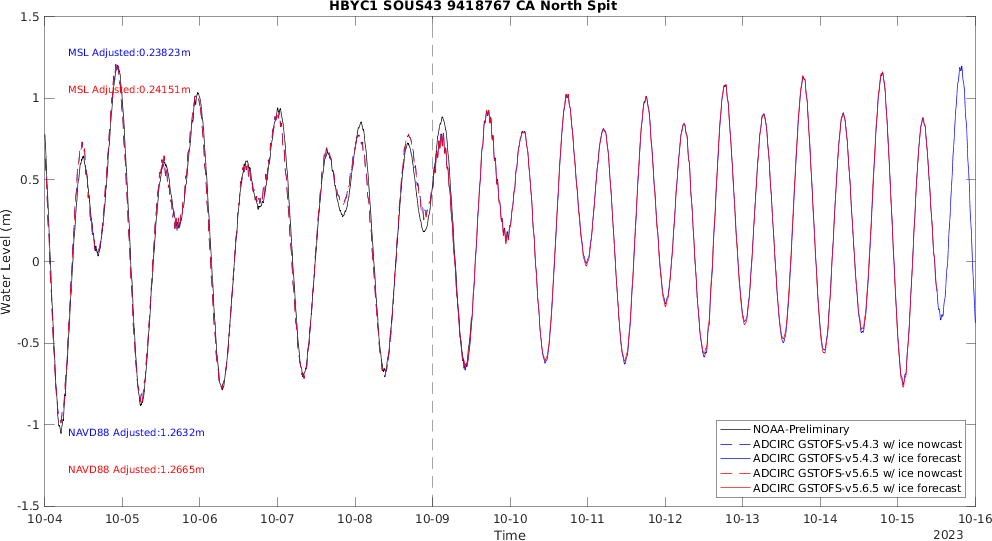 HBYC1 SOUS43 9418767 CA North Spit
1.5
MSL Adjusted:0.23823m
MSL Adjusted:0.24151m
1
0.5
0
-0.5
-1
-1.5
Water Level (m)
NAVD88 Adjusted:1.2632m
NAVD88 Adjusted:1.2665m
NOAA-Preliminary
ADCIRC GSTOFS-v5.4.3 w/ ice nowcast
ADCIRC GSTOFS-v5.4.3 w/ ice forecast
ADCIRC GSTOFS-v5.6.5 w/ ice nowcast
ADCIRC GSTOFS-v5.6.5 w/ ice forecast
10-04 10-05 10-06 10-07 10-08 10-09 10-10 10-11 10-12 10-13 10-14 10-15 10-16
Time
2023